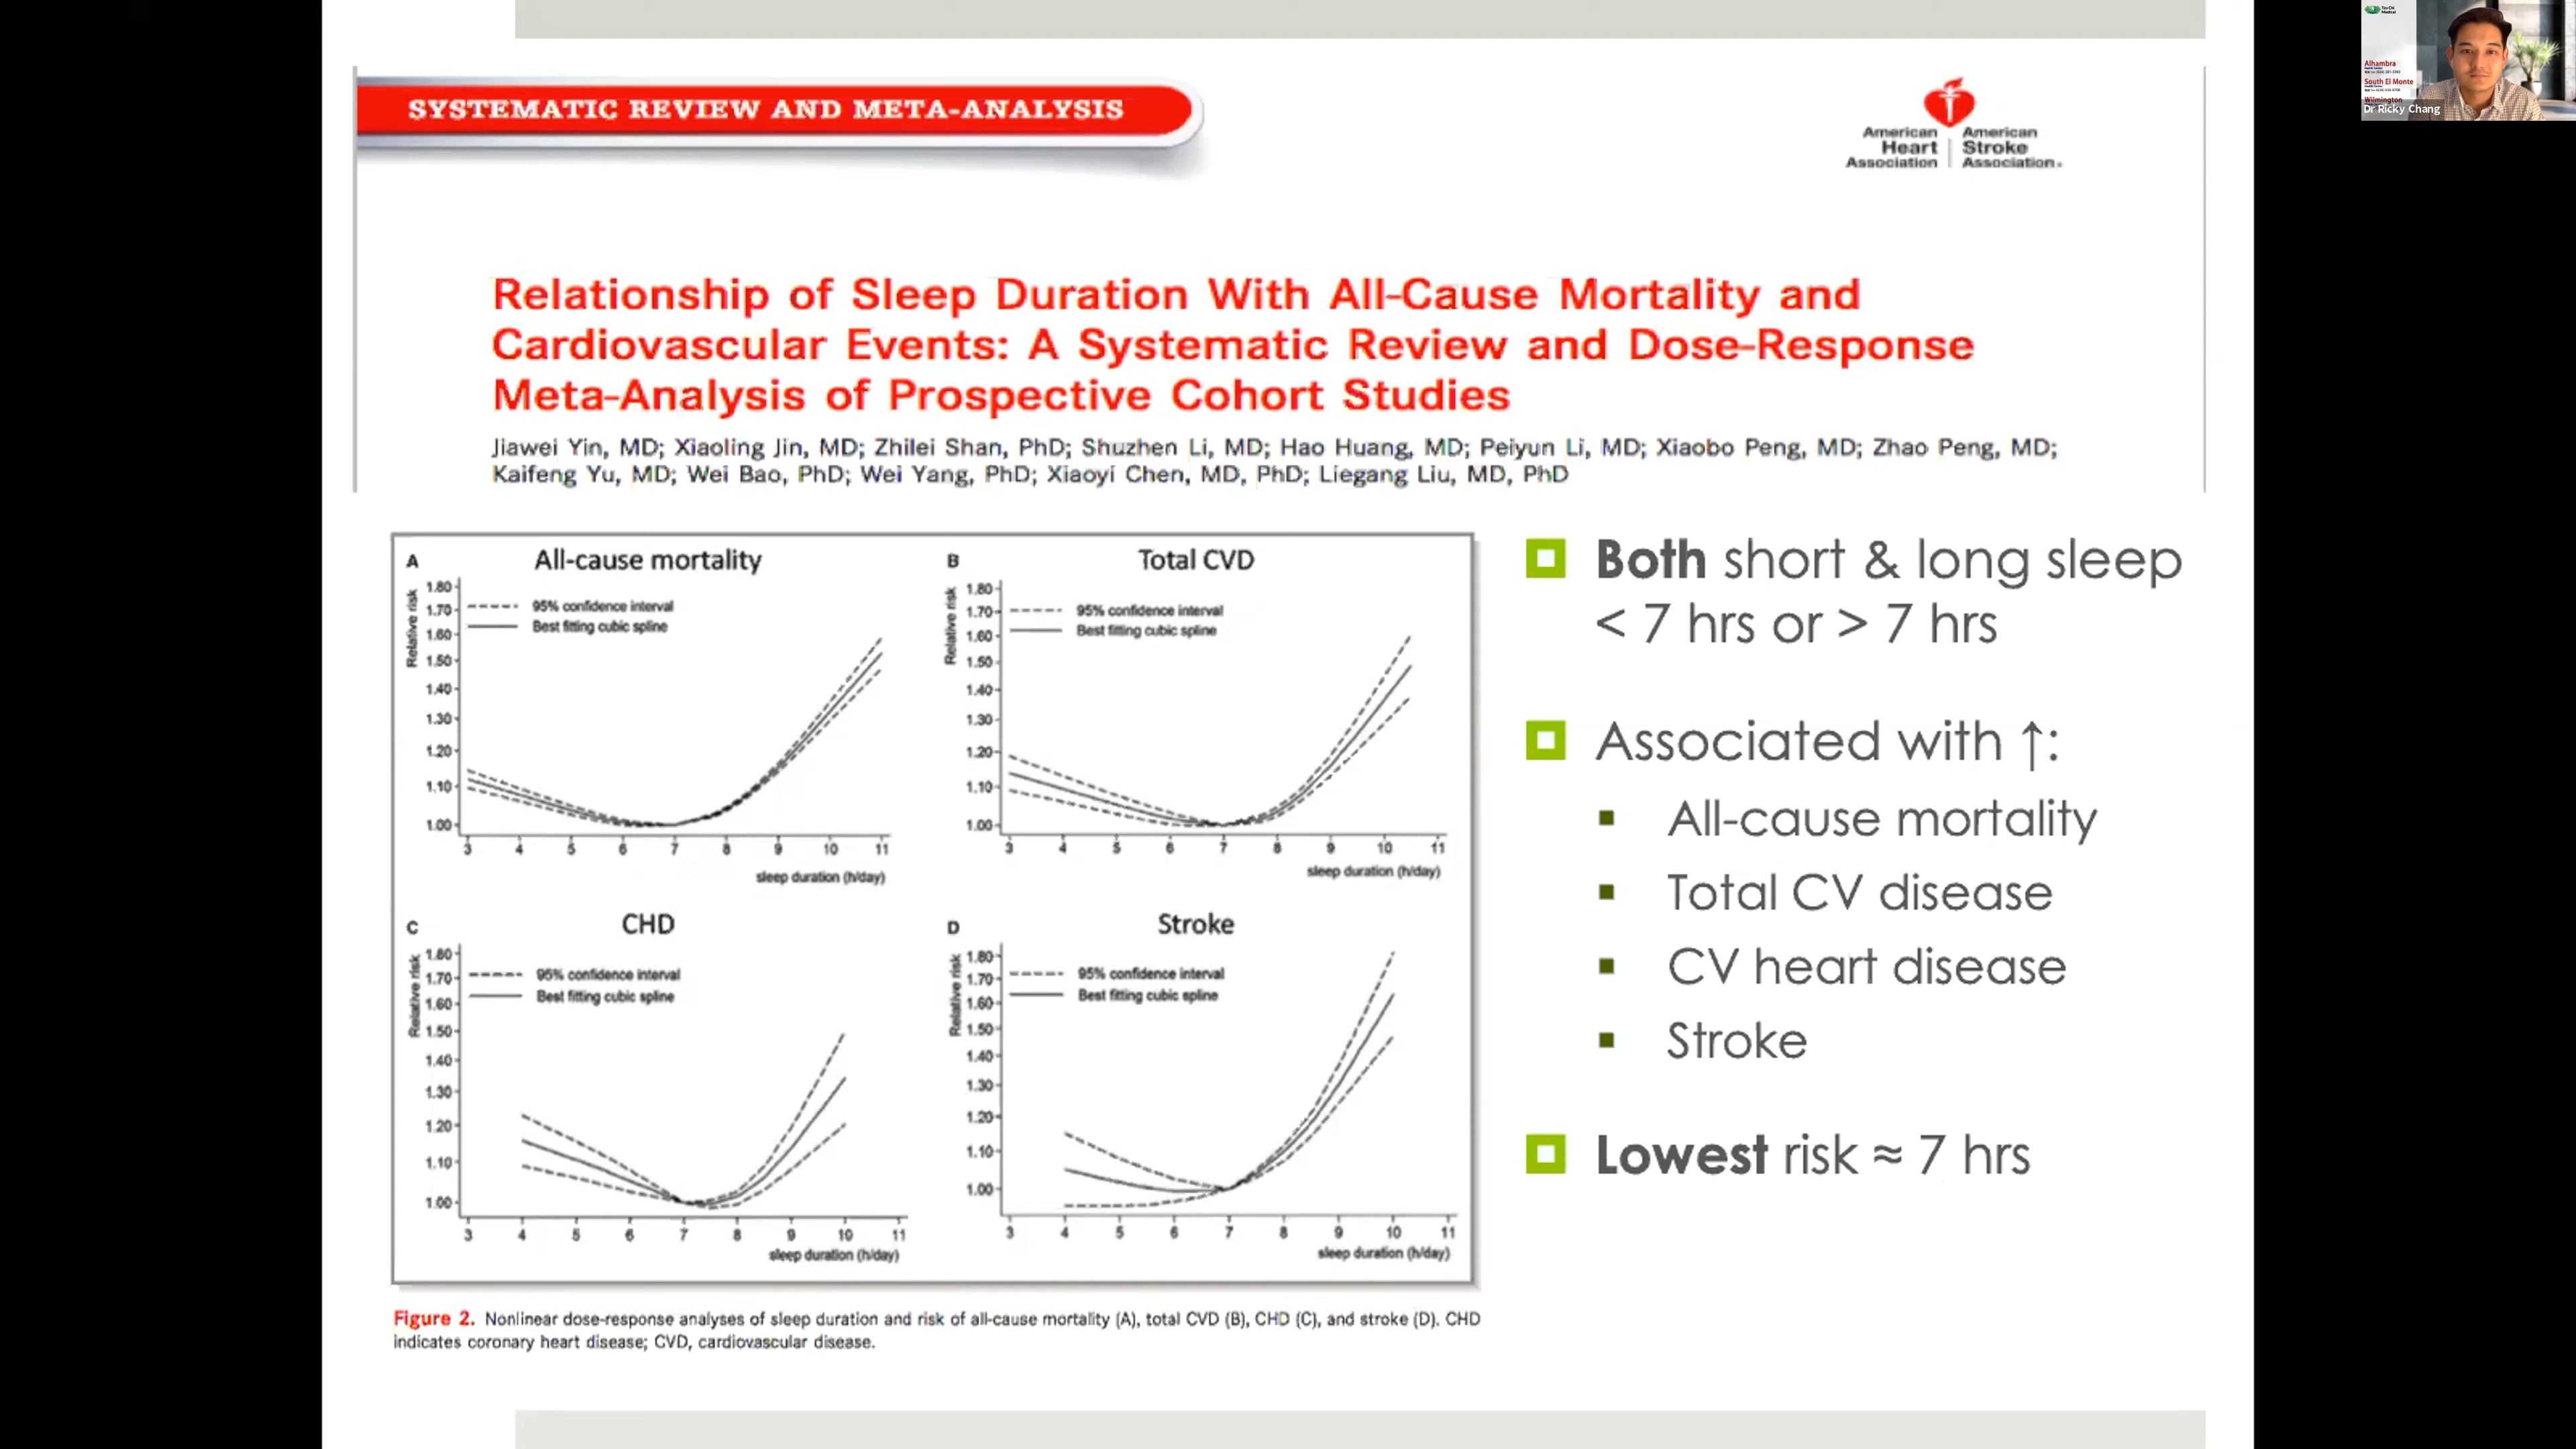 SYSTEMATIC REVIEW AND META-ANALYSIS
American Heart Association
American Stroke Association
Relationship of Sleep Duration With All-Cause Mortality and
Cardiovascular Events: A Systematic Review and Dose-Response
Meta-Analysis of Prospective Cohort Studies
Jiawei Yin, MD; Xiaoling Jin, MD; Zhilei Shan, PhD; Shuzhen Li, MD; Hao Huang, MD; Peiyun Li, MD; Xiaobo Peng, MD; Zhao Peng, MD;
Kaifeng Yu, MD; Wei Bao, PhD; Wei Yang, PhD; Xiaoyi Chen, MD, PhD; Liegang Liu, MD, PhD
A All-cause mortality
Relative risk
1.80
1.70
1.60
1.50
1.40
1.30
1.20
1.10
1.00
95% confidence interval
Best fitting cubic spline
3 4 5 6 7 8 9 10 11
sleep duration (h/day)
B Total CVD
Relative risk
1.80
1.70
1.60
1.50
1.40
1.30
1.20
1.10
1.00
95% confidence interval
Best fitting cubic spline
3 4 5 6 7 8 9 10 11
sleep duration (h/day)
C CHD
Relative risk
1.80
1.70
1.60
1.50
1.40
1.30
1.20
1.10
1.00
95% confidence interval
Best fitting cubic spline
3 4 5 6 7 8 9 10 11
sleep duration (h/day)
D Stroke
Relative risk
1.80
1.70
1.60
1.50
1.40
1.30
1.20
1.10
1.00
95% confidence interval
Best fitting cubic spline
3 4 5 6 7 8 9 10 11
sleep duration (h/day)
Figure 2. Nonlinear dose-response analyses of sleep duration and risk of all-cause mortality (A), total CVD (B), CHD (C), and stroke (D). CHD
indicates coronary heart disease; CVD, cardiovascular disease.
Both short & long sleep
< 7 hrs or > 7 hrs
Associated with ↑:
All-cause mortality
Total CV disease
CV heart disease
Stroke
Lowest risk ≈ 7 hrs
Tzu Chi
Medical
Alhambra
South El Monte
Wilmington
Dr Ricky Chang